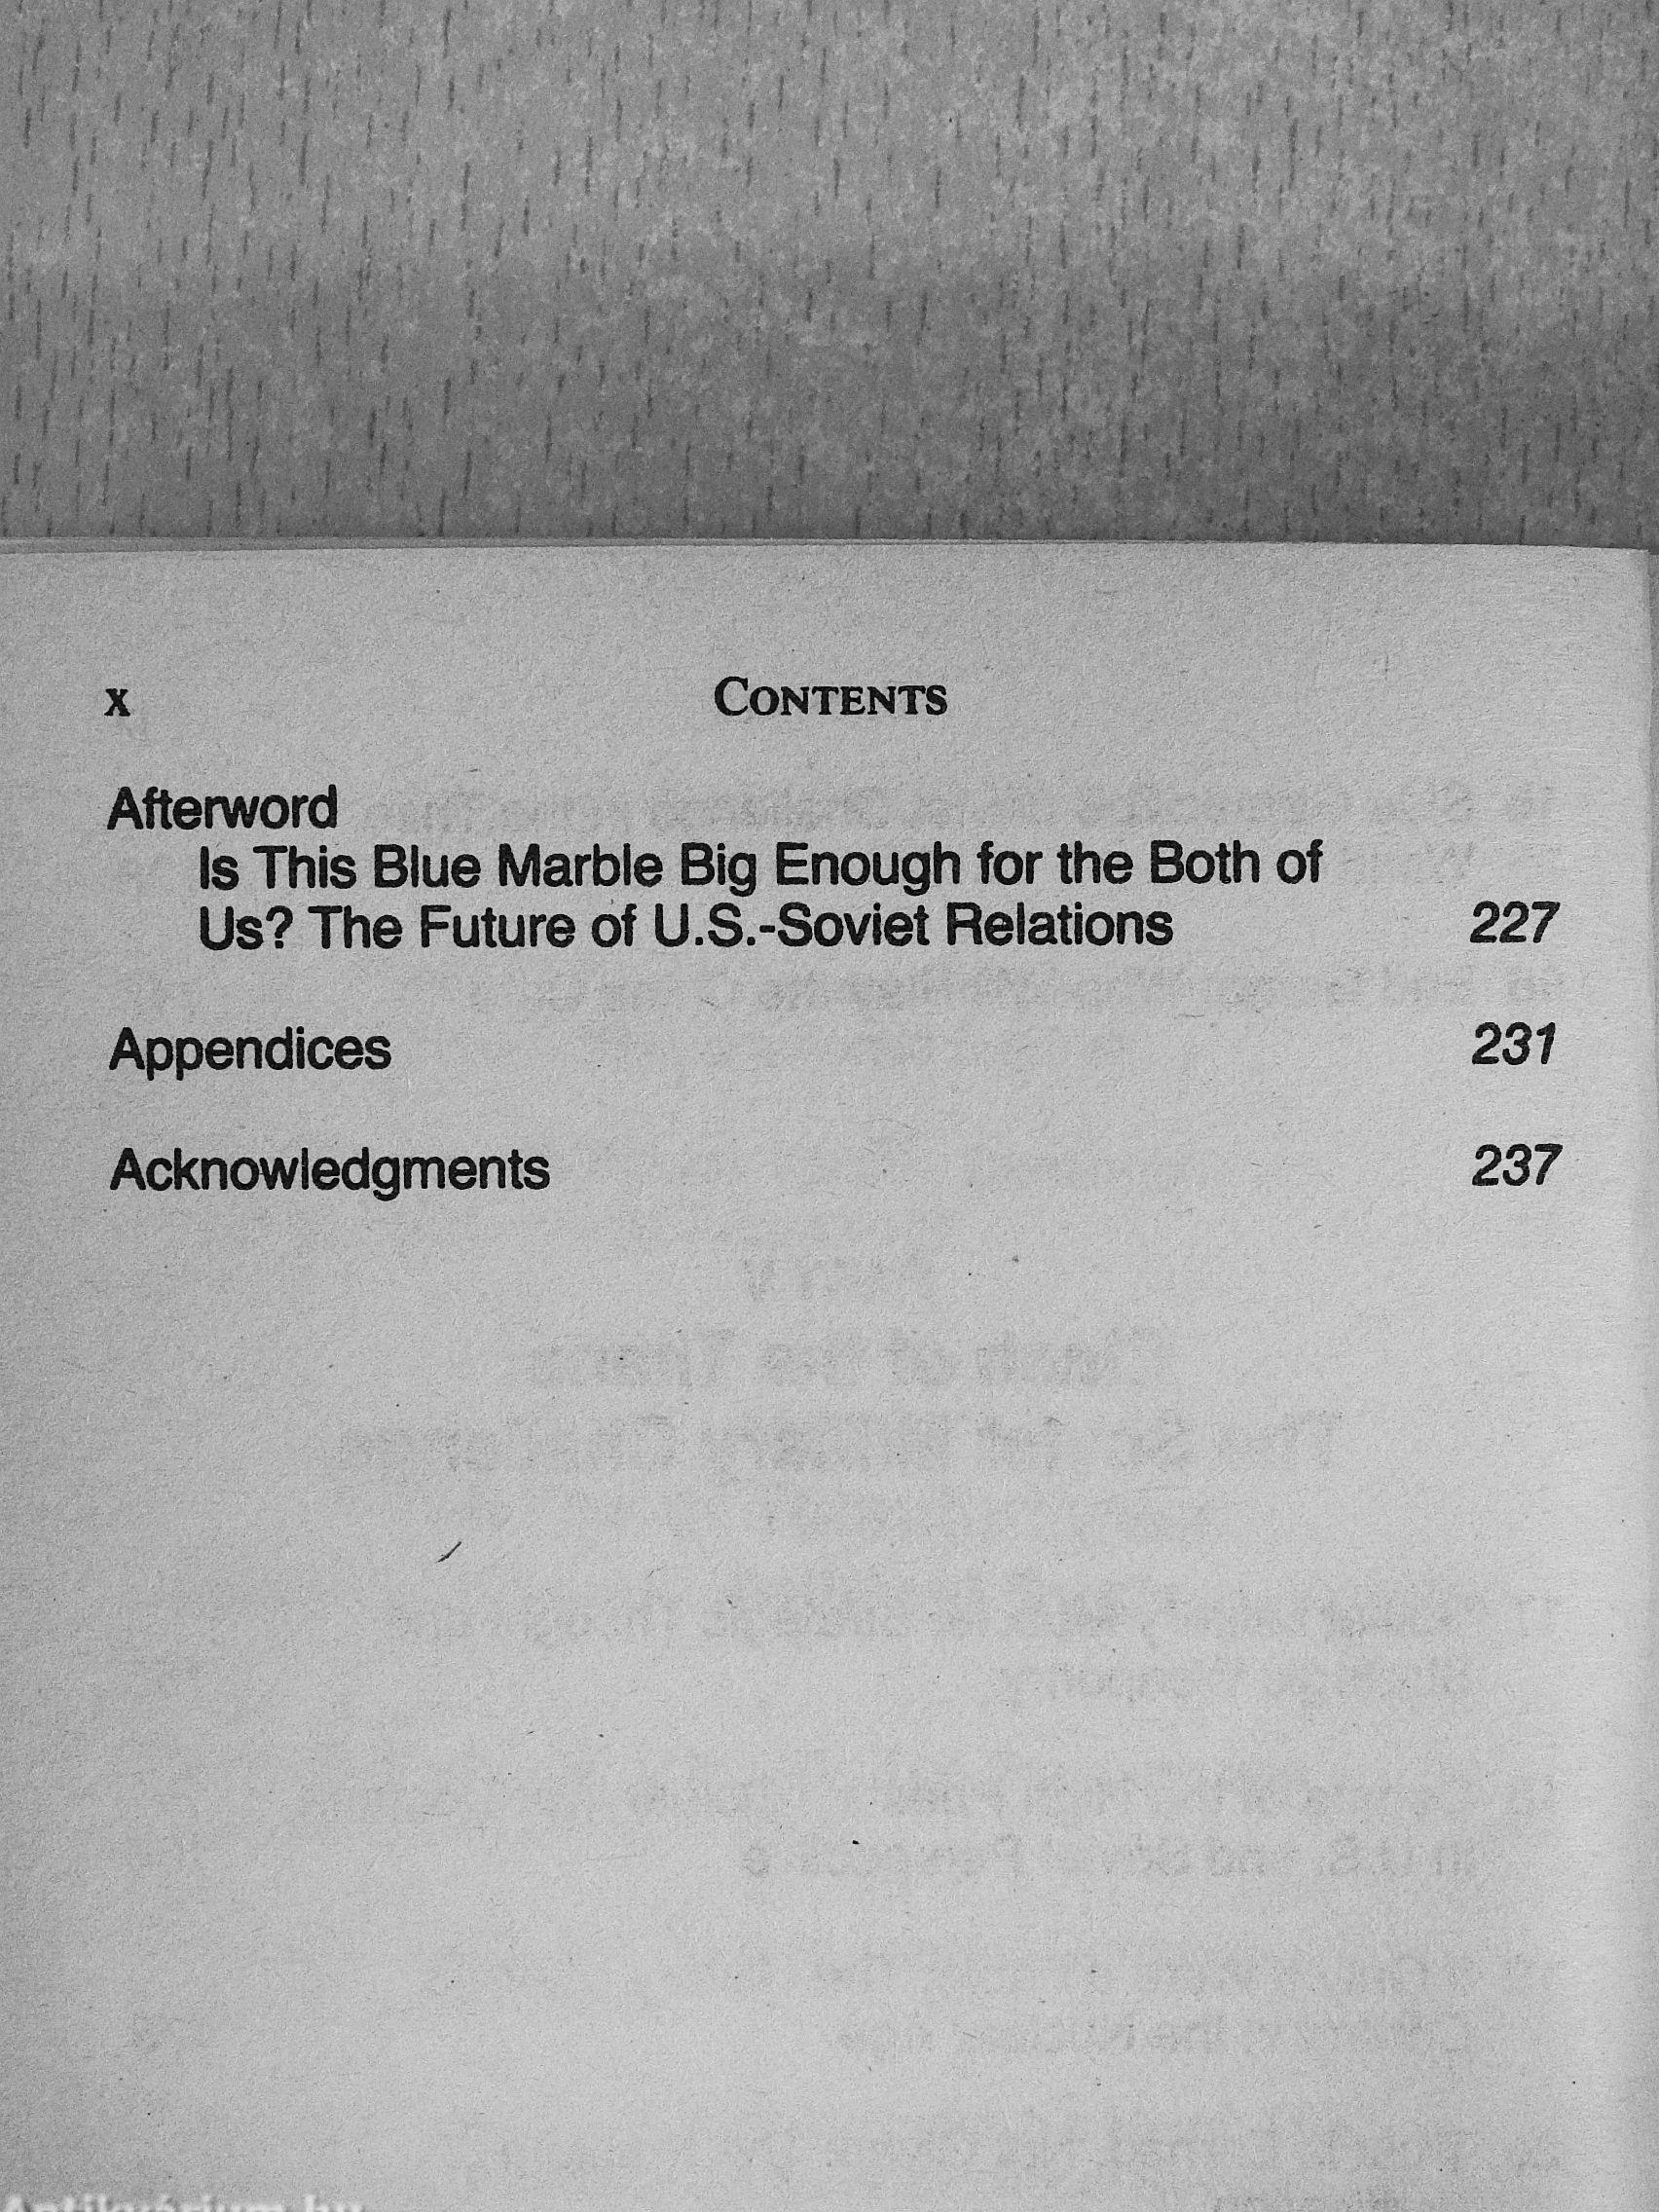 x CONTENTS
Afterword
Is This Blue Marble Big Enough for the Both of
Us? The Future of U.S.-Soviet Relations 227
Appendices 231
Acknowledgments 237